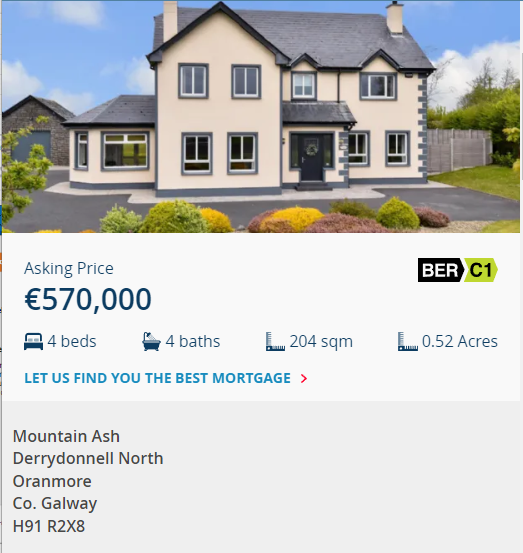 Asking Price
BER C1
€570,000
4 beds 4 baths 204 sqm 0.52 Acres
LET US FIND YOU THE BEST MORTGAGE
Mountain Ash
Derrydonnell North
Oranmore
Co. Galway
H91 R2X8